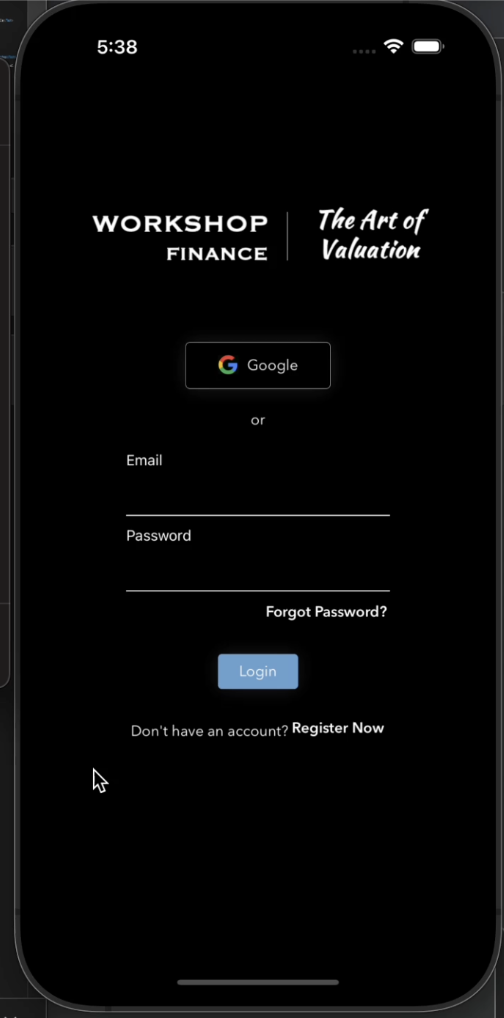 5:38
WORKSHOP
FINANCE
The Art of
Valuation
Google
or
Email
Password
Forgot Password?
Login
Don't have an account? Register Now